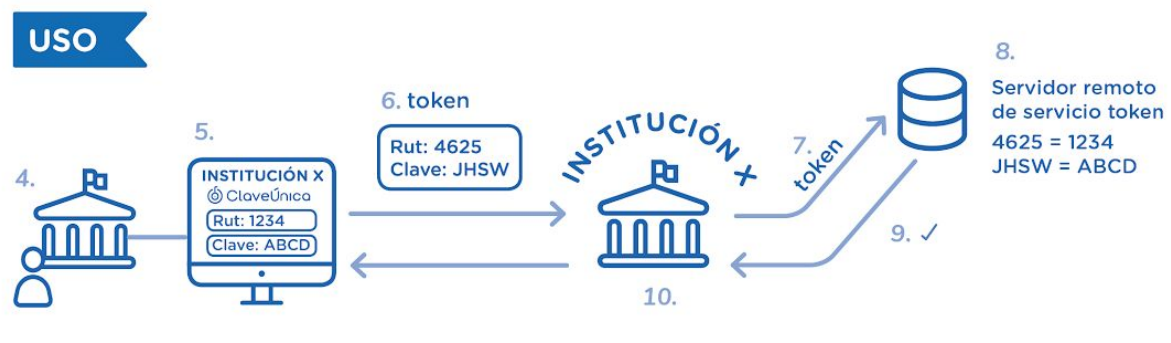 USO
4.
5.
INSTITUCIÓN X
ClaveÚnica
Rut: 1234
Clave: ABCD
6. token
Rut: 4625
Clave: JHSW
INSTITUCIÓN X
10.
7.
token
8.
Servidor remoto
de servicio token
4625 = 1234
JHSW = ABCD
9. ✓